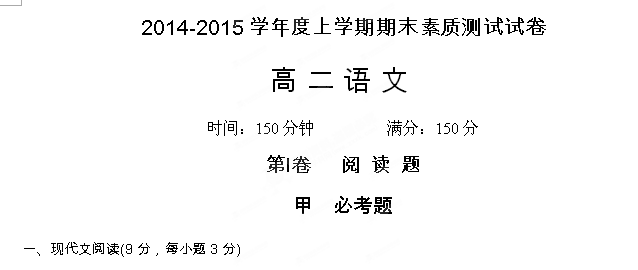 2014-2015 学年度上学期期末素质测试试卷
高 二 语 文
时间：150 分钟 满分：150 分
第Ⅰ卷 阅 读 题
甲 必考题
一、现代文阅读(9 分，每小题 3 分)